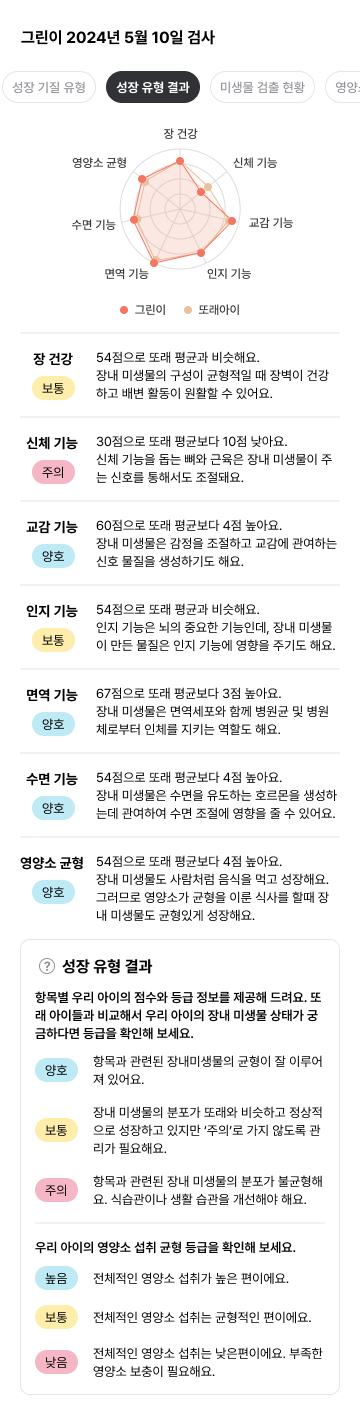 그린이 2024년 5월 10일 검사
성장 기질 유형
성장 유형 결과
미생물 검출 현황
영양소
장 건강
영양소 균형
신체 기능
수면 기능
교감 기능
면역 기능
인지 기능
그린이
또래아이
장 건강
보통
54점으로 또래 평균과 비슷해요.
장내 미생물의 구성이 균형적일 때 장벽이 건강
하고 배변 활동이 원활할 수 있어요.
신체 기능
주의
30점으로 또래 평균보다 10점 낮아요.
신체 기능을 돕는 뼈와 근육은 장내 미생물이 주
는 신호를 통해서도 조절돼요.
교감 기능
양호
60점으로 또래 평균보다 4점 높아요.
장내 미생물은 감정을 조절하고 교감에 관여하는
신호 물질을 생성하기도 해요.
인지 기능
보통
54점으로 또래 평균과 비슷해요.
인지 기능은 뇌의 중요한 기능인데, 장내 미생물
이 만든 물질은 인지 기능에 영향을 주기도 해요.
면역 기능
양호
67점으로 또래 평균보다 3점 높아요.
장내 미생물은 면역세포와 함께 병원균 및 병원
체로부터 인체를 지키는 역할도 해요.
수면 기능
양호
54점으로 또래 평균보다 4점 높아요.
장내 미생물은 수면을 유도하는 호르몬을 생성하
는데 관여하여 수면 조절에 영향을 줄 수 있어요.
영양소 균형
양호
54점으로 또래 평균보다 4점 높아요.
장내 미생물도 사람처럼 음식을 먹고 성장해요.
그러므로 영양소가 균형을 이룬 식사를 할때 장
내 미생물도 균형있게 성장해요.
? 성장 유형 결과
항목별 우리 아이의 점수와 등급 정보를 제공해 드려요. 또
래 아이들과 비교해서 우리 아이의 장내 미생물 상태가 궁
금하다면 등급을 확인해 보세요.
양호
항목과 관련된 장내미생물의 균형이 잘 이루어
져 있어요.
보통
장내 미생물의 분포가 또래와 비슷하고 정상적
으로 성장하고 있지만 ‘주의’로 가지 않도록 관
리가 필요해요.
주의
항목과 관련된 장내 미생물의 분포가 불균형해
요. 식습관이나 생활 습관을 개선해야 해요.
우리 아이의 영양소 섭취 균형 등급을 확인해 보세요.
높음
전체적인 영양소 섭취가 높은 편이에요.
보통
전체적인 영양소 섭취는 균형적인 편이에요.
낮음
전체적인 영양소 섭취는 낮은편이에요. 부족한
영양소 보충이 필요해요.